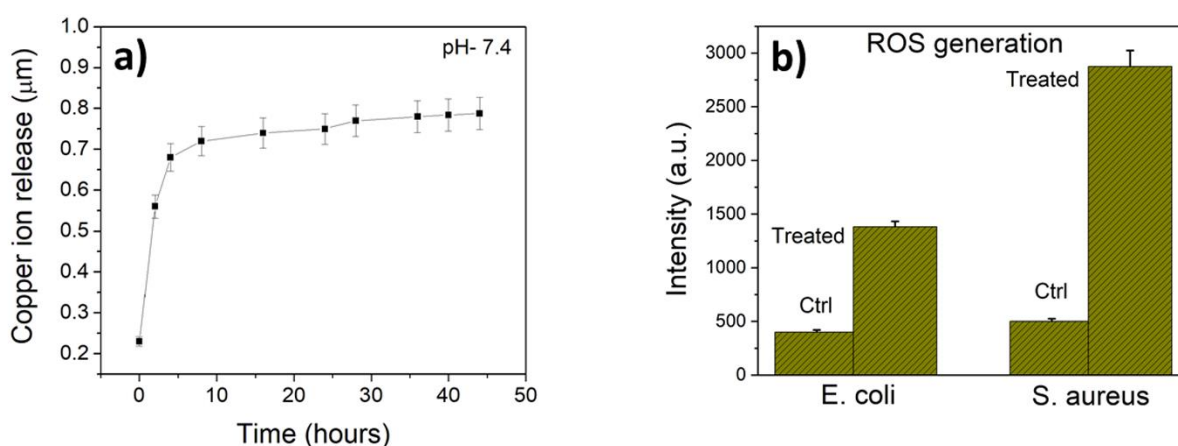 a)
pH- 7.4
Copper ion release (μm)
1.0
0.9
0.8
0.7
0.6
0.5
0.4
0.3
0.2
0
10
20
30
40
50
Time (hours)
b)
ROS generation
Intensity (a.u.)
3000
2500
2000
1500
1000
500
0
Treated
Ctrl
Treated
Ctrl
E. coli
S. aureus